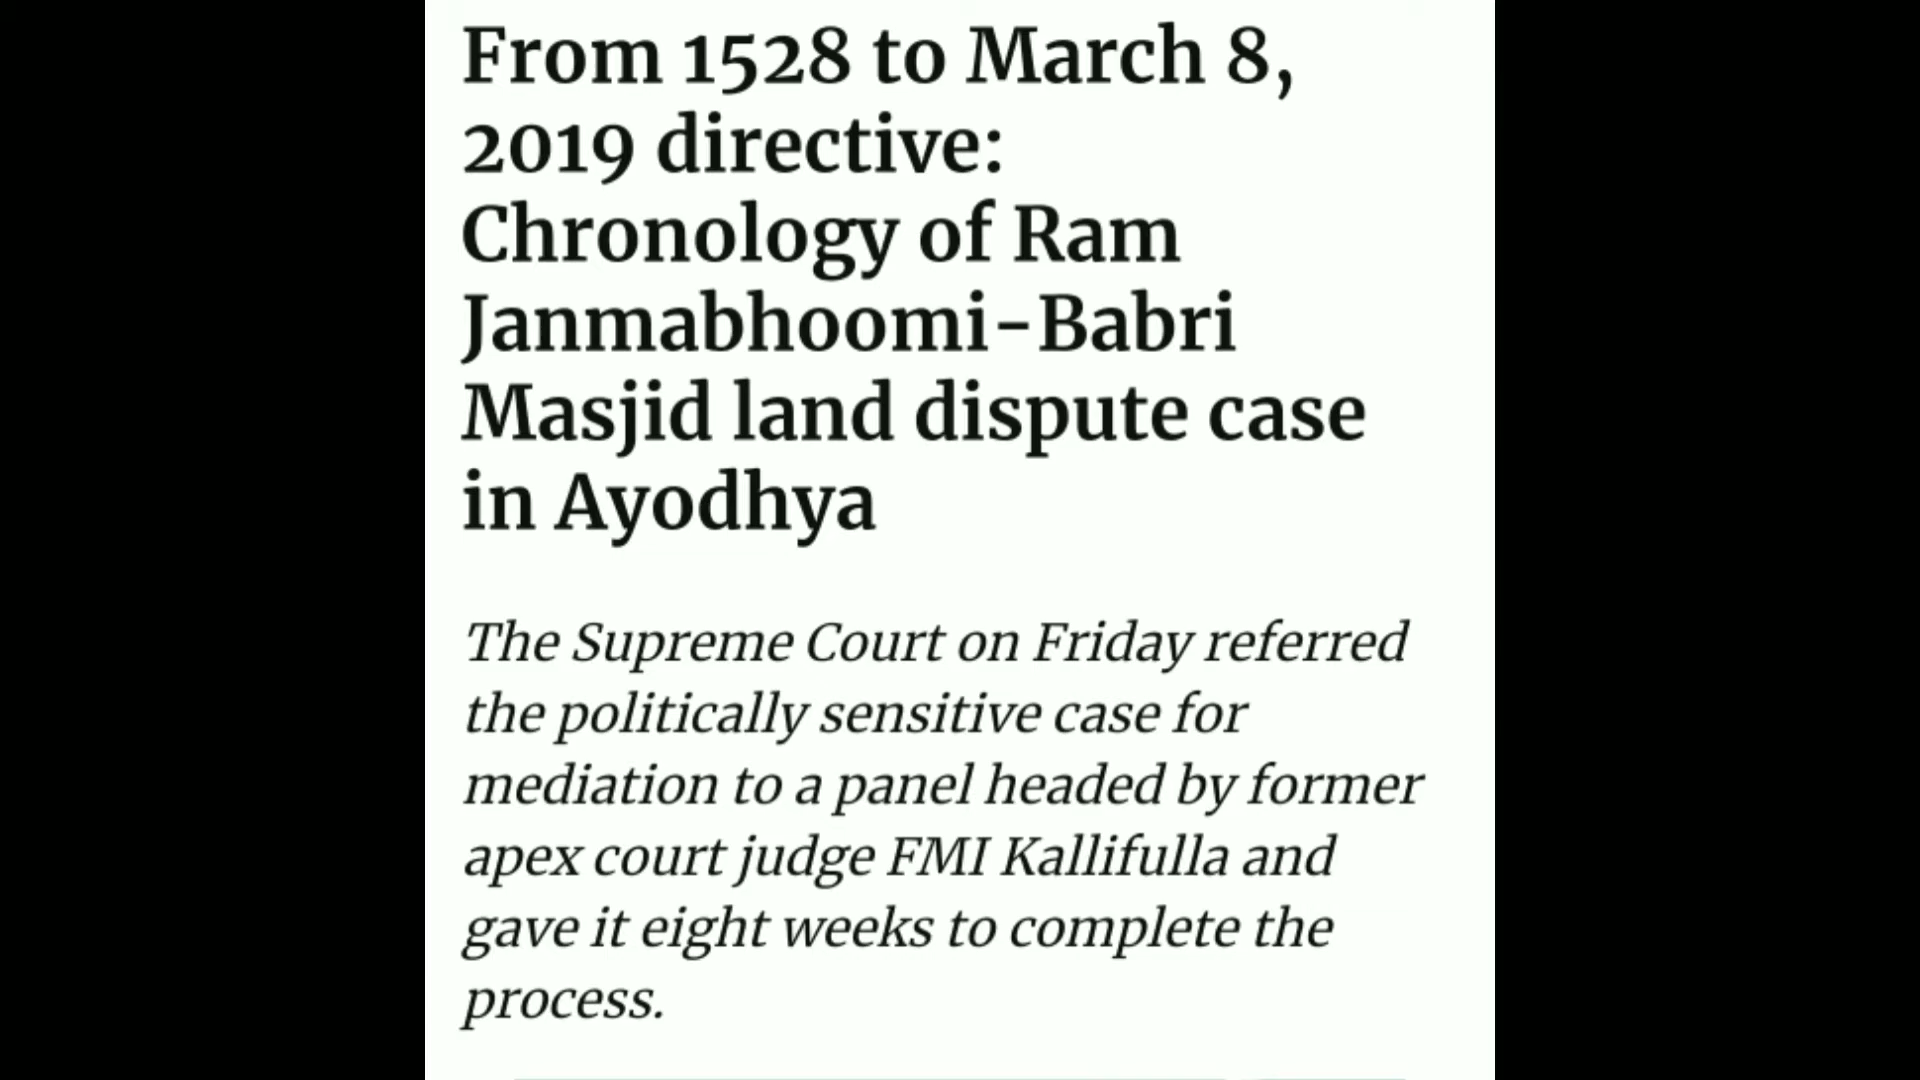 From 1528 to March 8,
2019 directive:
Chronology of Ram
Janmabhoomi-Babri
Masjid land dispute case
in Ayodhya
The Supreme Court on Friday referred
the politically sensitive case for
mediation to a panel headed by former
apex court judge FMI Kallifulla and
gave it eight weeks to complete the
process.